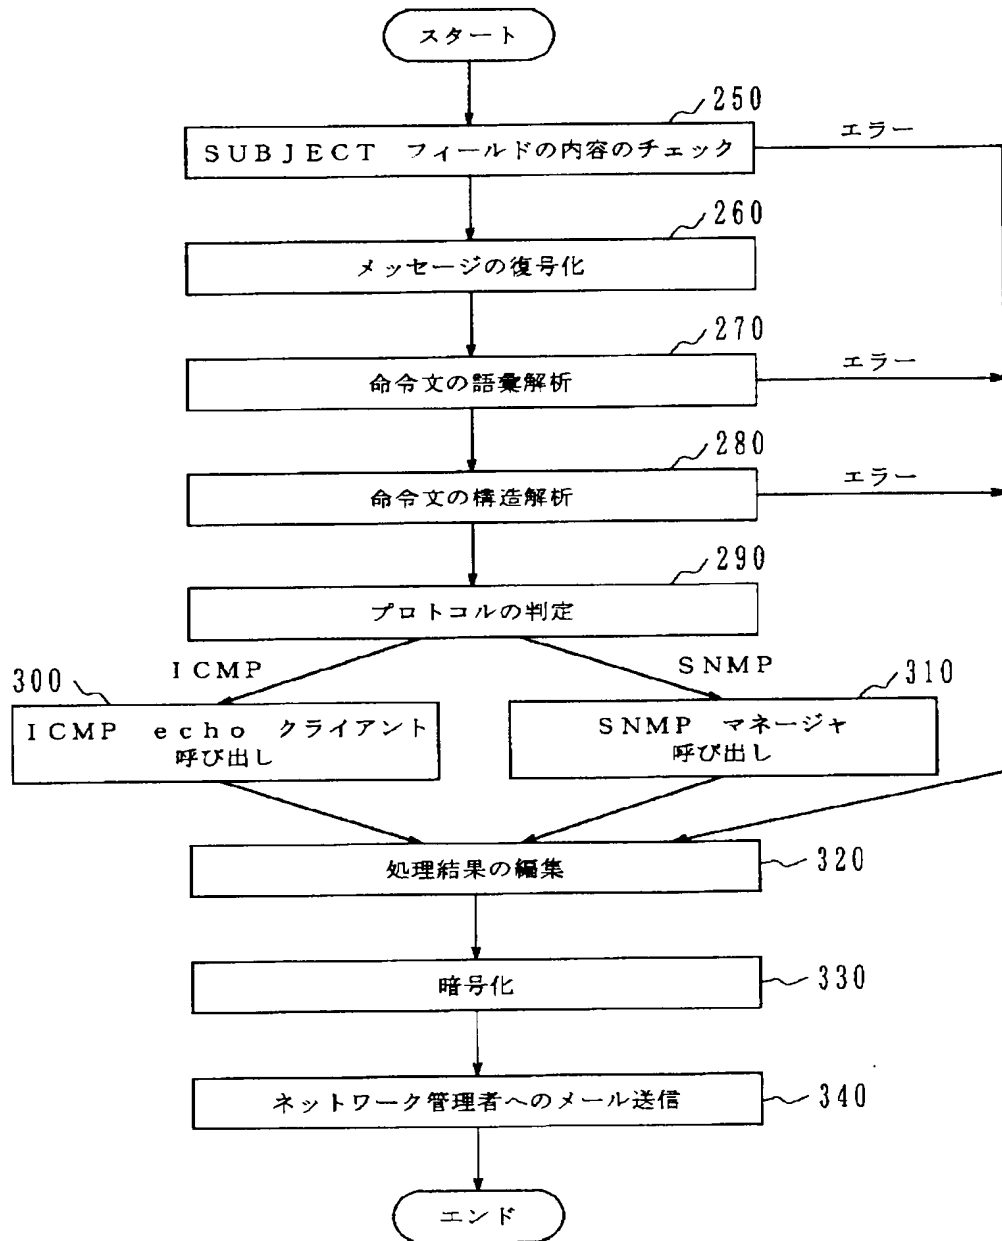 スタート
250
SUBJECT フィールドの内容のチェック
エラー
260
メッセージの復号化
270
命令文の語彙解析
エラー
280
命令文の構造解析
エラー
290
プロトコルの判定
ICMP
SNMP
300
ICMP echo クライアント
呼び出し
310
SNMP マネージャ
呼び出し
処理結果の編集
320
暗号化
330
ネットワーク管理者へのメール送信
340
エンド